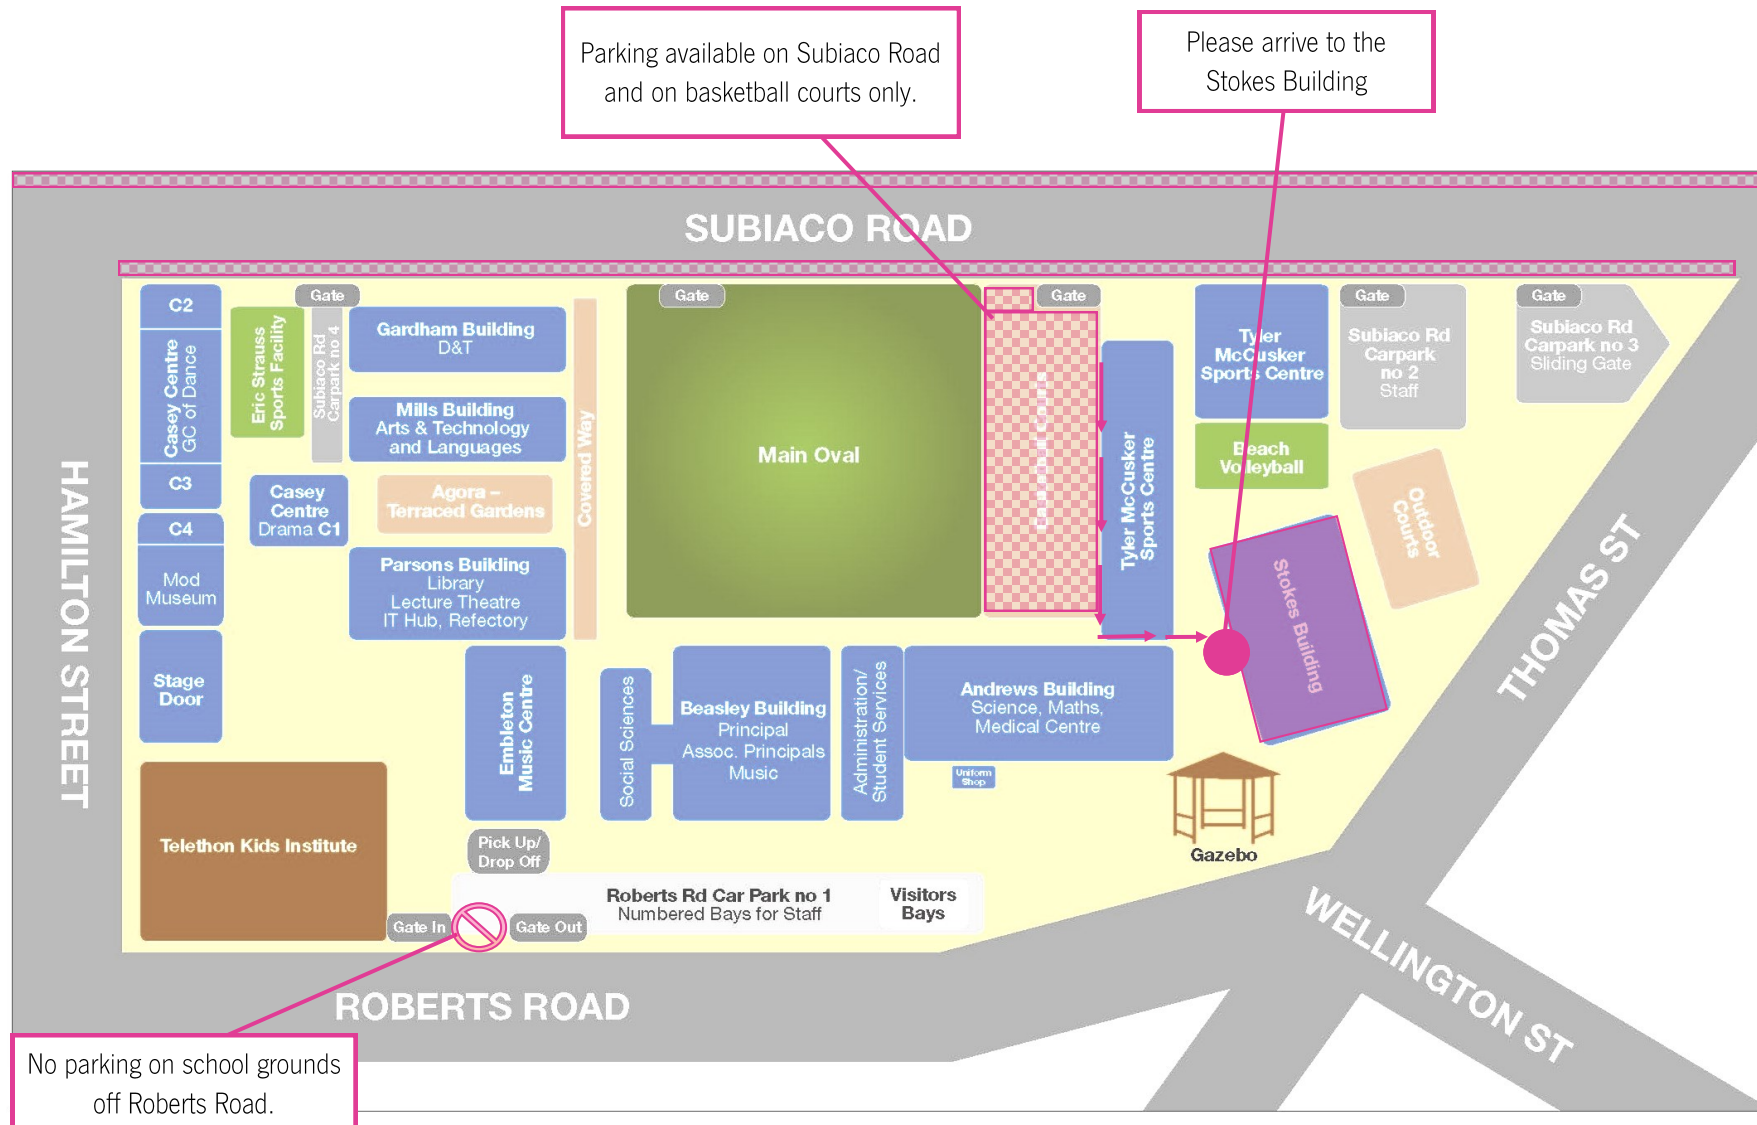 Parking available on Subiaco Road
and on basketball courts only.
Please arrive to the
Stokes Building
SUBIACO ROAD
C2
Casey Centre
GC of Dance
C3
C4
Mod
Museum
Stage
Door
Eric Strauss
Sports Facility
Gate
Subiaco Rd
Carpark no 4
Gardham Building
D&T
Mills Building
Arts & Technology
and Languages
Casey
Centre
Drama C1
Agora –
Terraced Gardens
Covered Way
Parsons Building
Library
Lecture Theatre
IT Hub, Refectory
Gate
Main Oval
Gate
Tyler McCusker
Sports Centre
Tyler
McCusker
Sports Centre
Beach
Volleyball
Gate
Subiaco Rd
Carpark
no 2
Staff
Gate
Subiaco Rd
Carpark no 3
Sliding Gate
Outdoor
Courts
Stokes Building
HAMILTON STREET
THOMAS ST
Embleton
Music Centre
Social Sciences
Beasley Building
Principal
Assoc. Principals
Music
Administration/
Student Services
Andrews Building
Science, Maths,
Medical Centre
Uniform
Shop
Gazebo
Telethon Kids Institute
Pick Up/
Drop Off
Roberts Rd Car Park no 1
Numbered Bays for Staff
Visitors
Bays
Gate In
Gate Out
WELLINGTON ST
ROBERTS ROAD
No parking on school grounds
off Roberts Road.